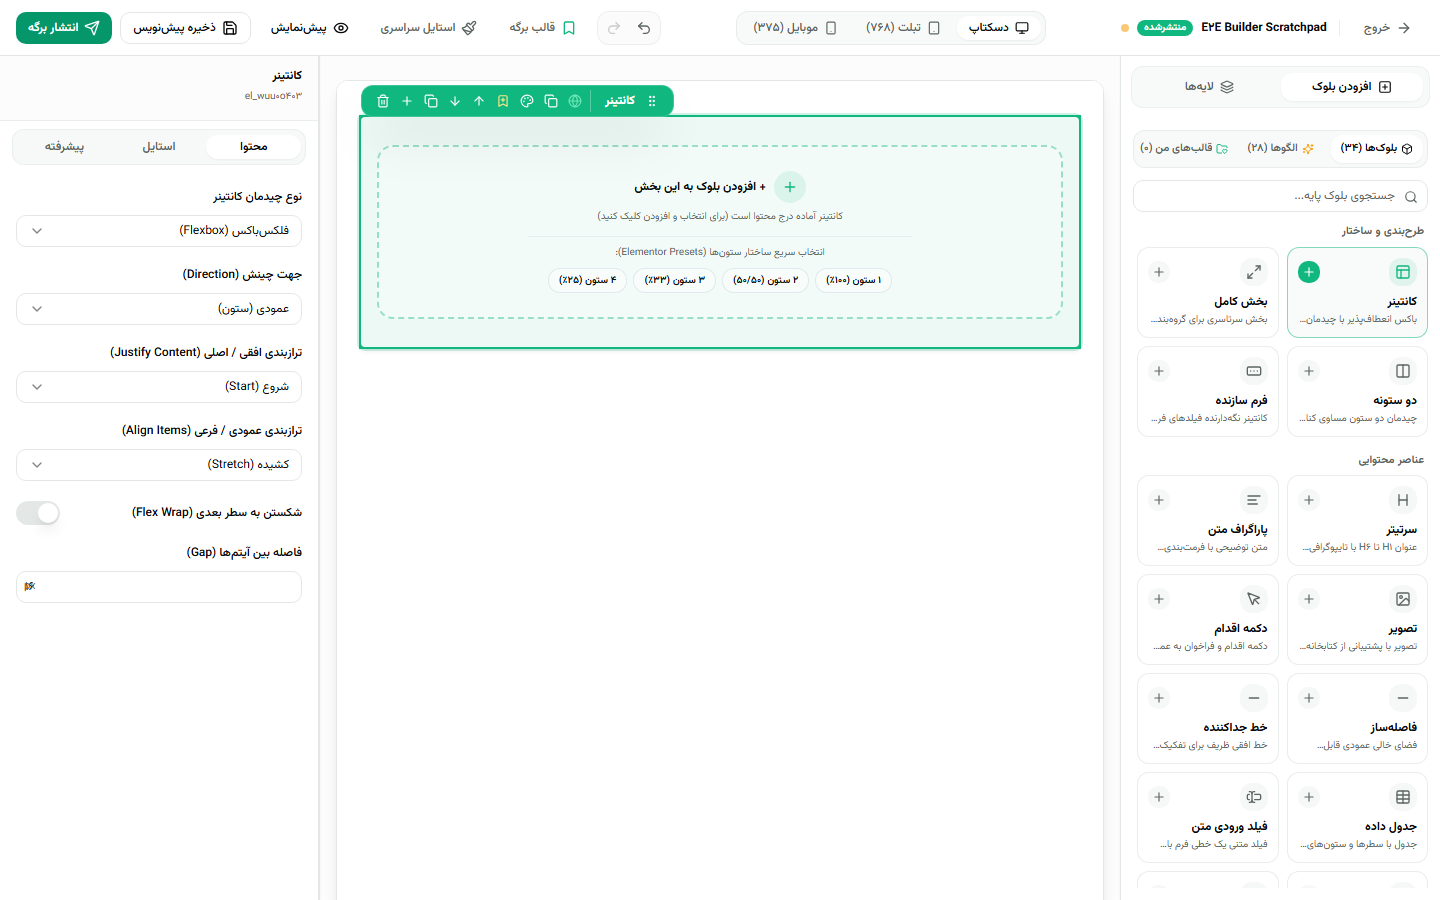 خروج
E۲E Builder Scratchpad
منتشرشده
دسکتاپ
تبلت (۷۶۸)
موبایل (۳۷۵)
قالب برگه
استایل سراسری
پیش‌نمایش
ذخیره پیش‌نویس
انتشار برگه
افزودن بلوک
لایه‌ها
بلوک‌ها (۳۴)
الگوها (۲۸)
قالب‌های من (۰)
جستجوی بلوک پایه...
طرح‌بندی و ساختار
کانتینر
باکس انعطاف‌پذیر با چیدمان...
بخش کامل
بخش سرتاسری برای گروه‌بند...
دو ستونه
چیدمان دو ستون مساوی کنا...
فرم سازنده
کانتینر نگه‌دارنده فیلدهای فر...
عناصر محتوایی
سرتیتر
عنوان H۱ تا H۶ با تایپوگرافی...
پاراگراف متن
متن توضیحی با فرمت‌بندی...
تصویر
تصویر با پشتیبانی از کتابخانه...
دکمه اقدام
دکمه اقدام و فراخوان به عم...
فاصله‌ساز
فضای خالی عمودی قابل...
خط جداکننده
خط افقی ظریف برای تفکیک...
جدول داده
جدول با سطرها و ستون‌های...
فیلد ورودی متن
فیلد متنی یک خطی فرم با...
کانتینر
+ افزودن بلوک به این بخش
کانتینر آماده درج محتوا است (برای انتخاب و افزودن کلیک کنید)
انتخاب سریع ساختار ستون‌ها (Elementor Presets):
۱ ستون (۱۰۰٪)
۲ ستون (۵۰/۵۰)
۳ ستون (۳۳٪)
۴ ستون (۲۵٪)
کانتینر
el_wuu۰۵۴۰۳
محتوا
استایل
پیشرفته
نوع چیدمان کانتینر
فلکس‌باکس (Flexbox)
جهت چینش (Direction)
عمودی (ستون)
ترازبندی افقی / اصلی (Justify Content)
شروع (Start)
ترازبندی عمودی / فرعی (Align Items)
کشیده (Stretch)
شکستن به سطر بعدی (Flex Wrap)
فاصله بین آیتم‌ها (Gap)